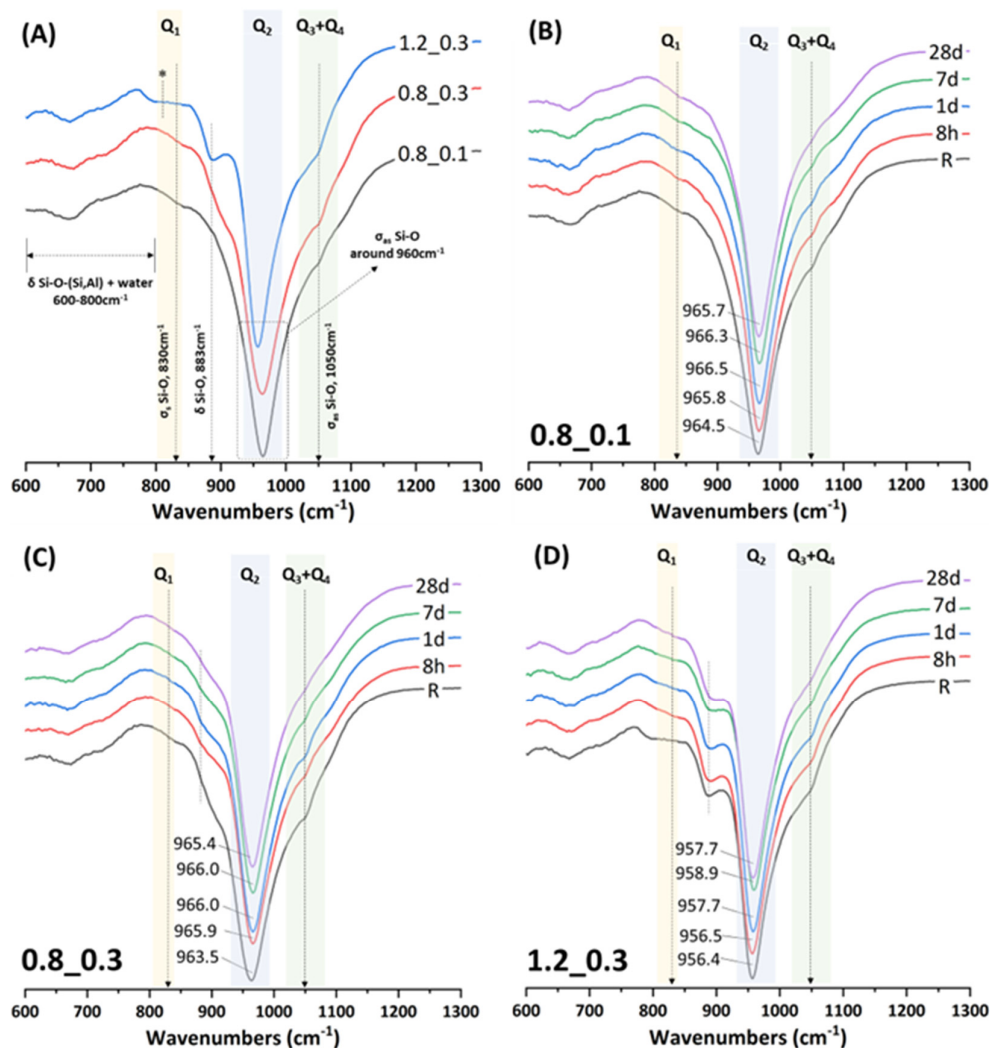 (A)
Q₁
Q₂
Q₃+Q₄
*
1.2_0.3
0.8_0.3
0.8_0.1
σas Si-O
around 960cm⁻¹
δ Si-O-(Si,Al) + water
600-800cm⁻¹
σs Si-O, 830cm⁻¹
δ Si-O, 883cm⁻¹
σas Si-O, 1050cm⁻¹
600 700 800 900 1000 1100 1200 1300
Wavenumbers (cm⁻¹)
(B)
Q₁
Q₂
Q₃+Q₄
28d
7d
1d
8h
R
965.7
966.3
966.5
965.8
964.5
0.8_0.1
600 700 800 900 1000 1100 1200 1300
Wavenumbers (cm⁻¹)
(C)
Q₁
Q₂
Q₃+Q₄
28d
7d
1d
8h
R
965.4
966.0
966.0
965.9
963.5
0.8_0.3
600 700 800 900 1000 1100 1200 1300
Wavenumbers (cm⁻¹)
(D)
Q₁
Q₂
Q₃+Q₄
28d
7d
1d
8h
R
957.7
958.9
957.7
956.5
956.4
1.2_0.3
600 700 800 900 1000 1100 1200 1300
Wavenumbers (cm⁻¹)